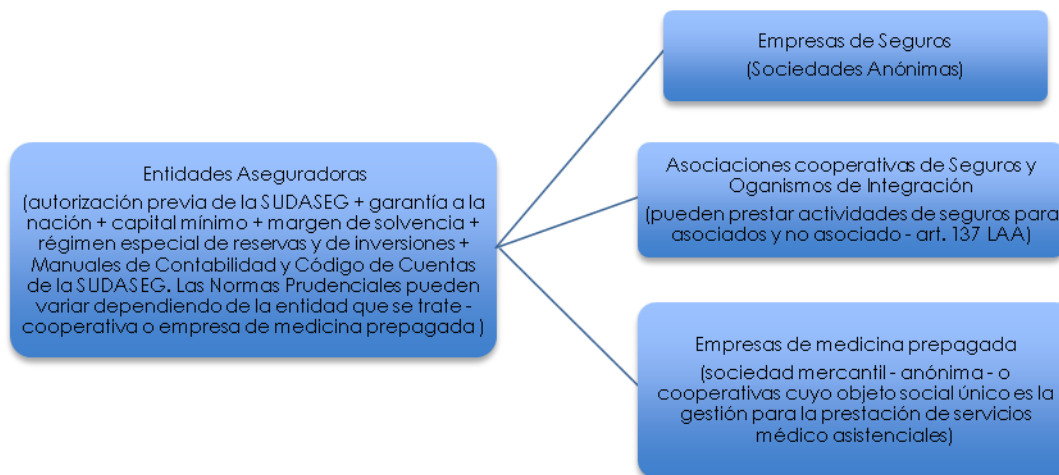 Entidades Aseguradoras
(autorización previa de la SUDASEG + garantía a la
nación + capital mínimo + margen de solvencia +
régimen especial de reservas y de inversiones +
Manuales de Contabilidad y Código de Cuentas
de la SUDASEG. Las Normas Prudenciales pueden
variar dependiendo de la entidad que se trate -
cooperativa o empresa de medicina prepagada )
Empresas de Seguros
(Sociedades Anónimas)
Asociaciones cooperativas de Seguros y
Oganismos de Integración
(pueden prestar actividades de seguros para
asociados y no asociado - art. 137 LAA)
Empresas de medicina prepagada
(sociedad mercantil - anónima - o
cooperativas cuyo objeto social único es la
gestión para la prestación de servicios
médico asistenciales)